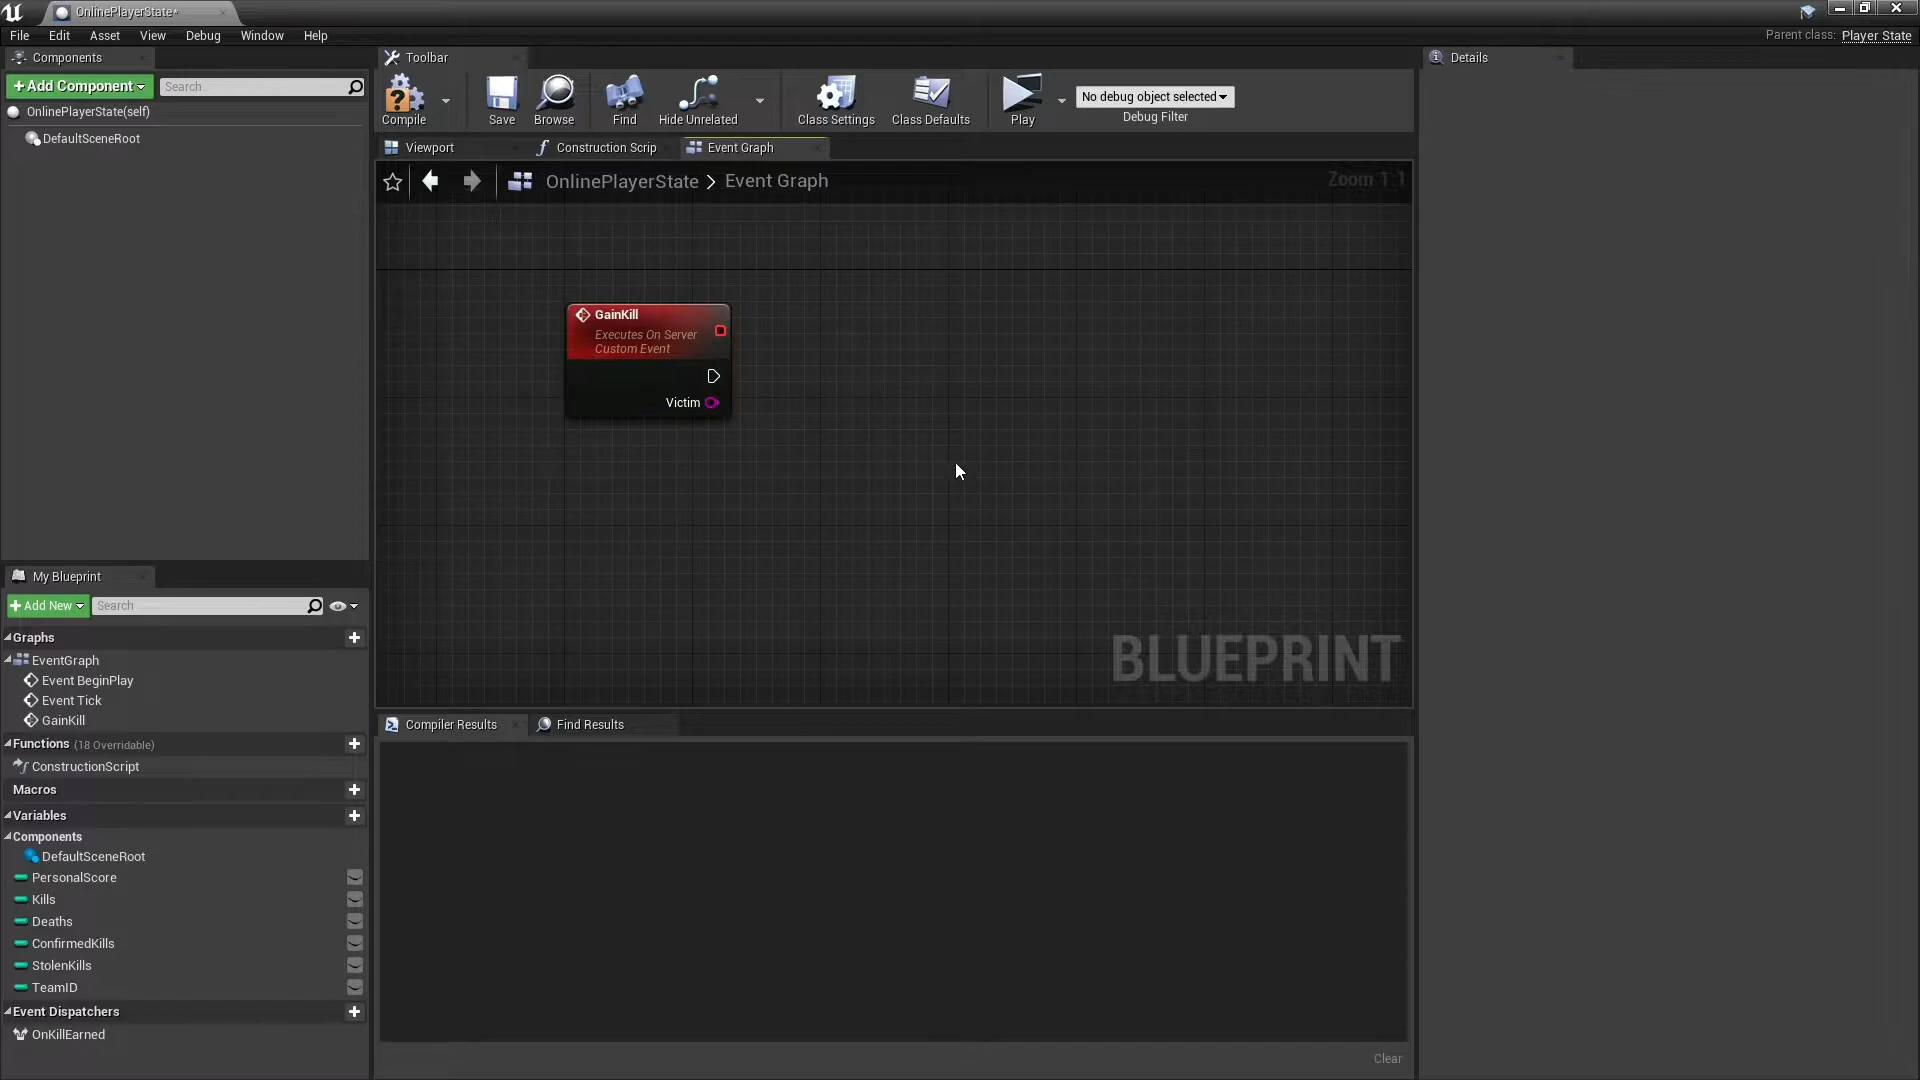 OnlinePlayerState*
File Edit Asset View Debug Window Help
Parent class: Player State
Components
Toolbar
Details
+Add Component
Search
Compile
Save
Browse
Find
Hide Unrelated
Class Settings
Class Defaults
Play
No debug object selected
Debug Filter
OnlinePlayerState(self)
DefaultSceneRoot
Viewport
Construction Scrip
Event Graph
OnlinePlayerState > Event Graph
Zoom 1:1
GainKill
Executes On Server
Custom Event
Victim
BLUEPRINT
My Blueprint
+Add New
Search
Graphs
EventGraph
Event BeginPlay
Event Tick
GainKill
Functions (18 Overridable)
ConstructionScript
Macros
Variables
Components
DefaultSceneRoot
PersonalScore
Kills
Deaths
ConfirmedKills
StolenKills
TeamID
Event Dispatchers
OnKillEarned
Compiler Results
Find Results
Clear